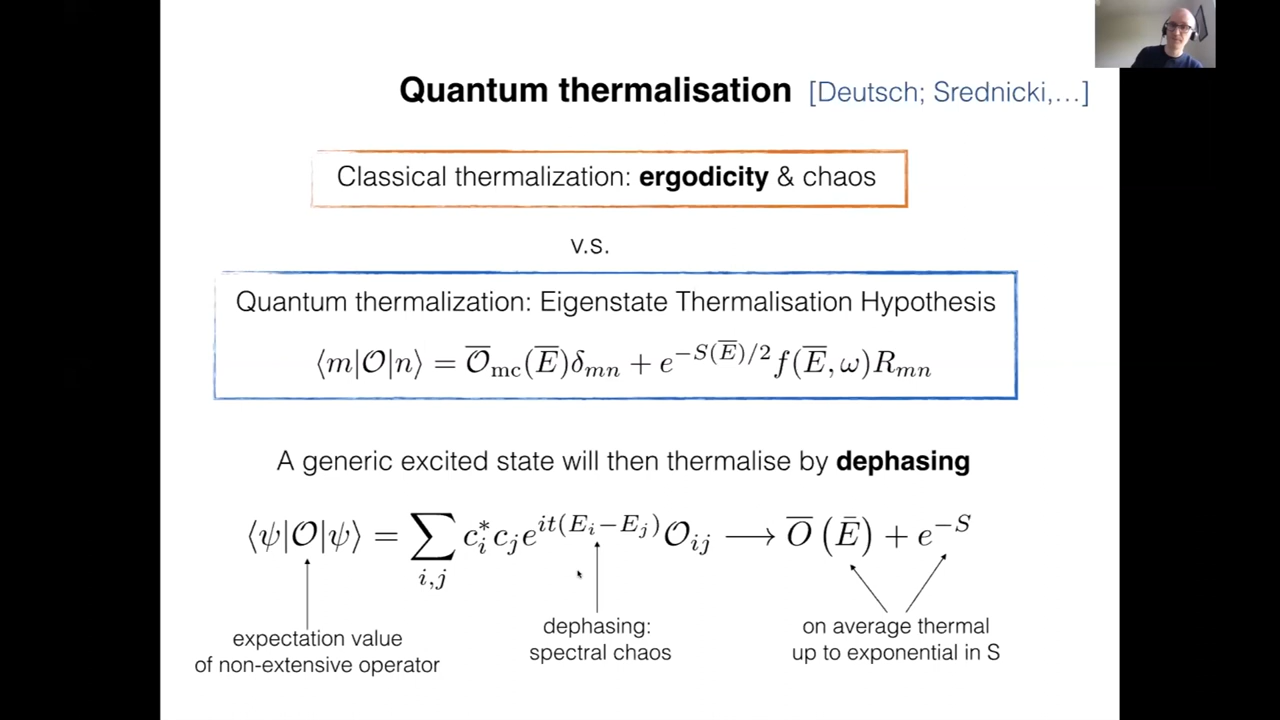 Quantum thermalisation [Deutsch; Srednicki,…]
Classical thermalization: ergodicity & chaos
v.s.
Quantum thermalization: Eigenstate Thermalisation Hypothesis
⟨m|𝒪|n⟩ = 𝒪̅_mc(E̅)δ_mn + e^{−S(E̅)/2} f(E̅, ω)R_mn
A generic excited state will then thermalise by dephasing
⟨ψ|𝒪|ψ⟩ = ∑_{i,j} c_i^* c_j e^{it(E_i−E_j)} 𝒪_ij ⟶ O̅ (E̅) + e^{−S}
expectation value
of non-extensive operator
dephasing:
spectral chaos
on average thermal
up to exponential in S